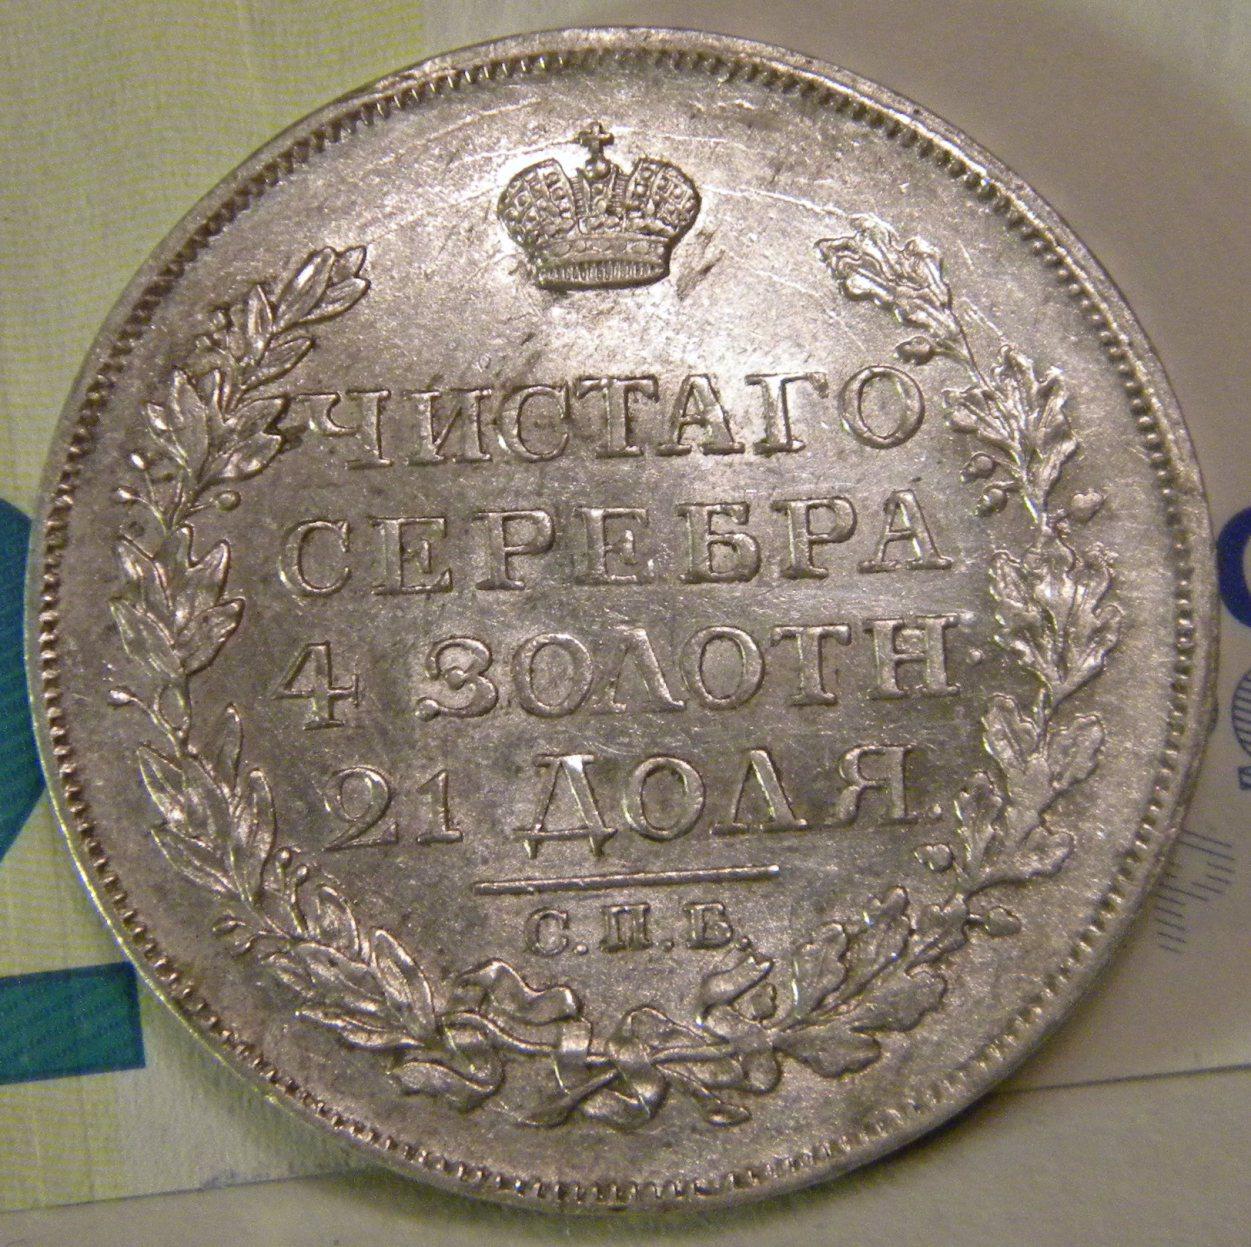 ЧИСТАГО
СЕРЕБРА
4 ЗОЛОТН.
21 ДОЛЯ.
С.П.Б.